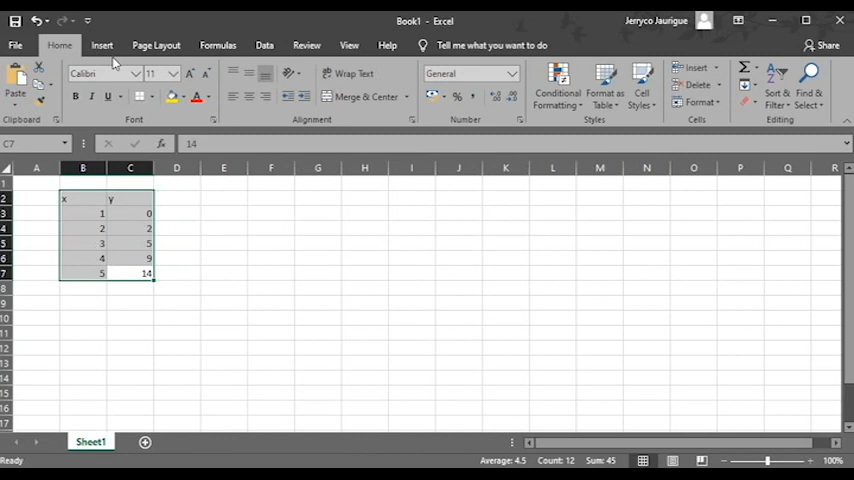 Book1 - Excel
Jerryco Jaurigue
File Home Insert Page Layout Formulas Data Review View Help Tell me what you want to do Share
Calibri 11 Wrap Text General Insert
Paste B I U Merge & Center % Conditional Formatting Format as Table Cell Styles Delete Format Sort & Filter Find & Select
Clipboard Font Alignment Number Styles Cells Editing
C7 fx 14
A B C D E F G H I J K L M N O P Q R
1
2 x y
3 1 0
4 2 2
5 3 5
6 4 9
7 5 14
8
9
10
11
12
13
14
15
16
17
Sheet1
Ready Average: 4.5 Count: 12 Sum: 45 100%